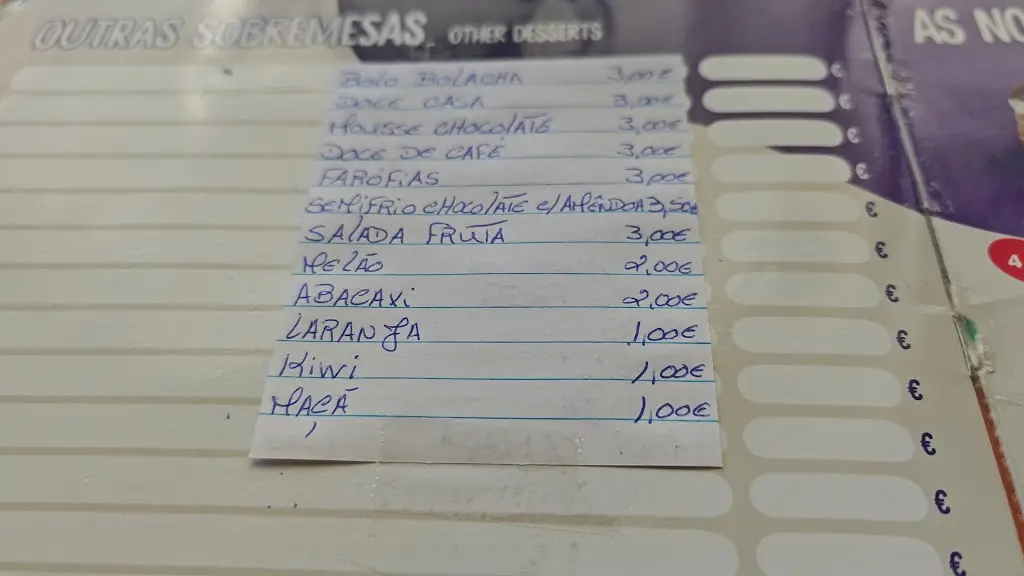 OUTRAS SOBREMESAS OTHER DESSERTS
AS NO
BOLO BOLACHA 3,00€ €
DOCE CASA 3,00€ €
MOUSSE CHOCOLATE 3,00€ €
DOCE DE CAFÉ 3,00€ €
FARÓFIAS 3,00€
SEMIFRIO CHOCOLATE C/AMÊNDOA 3,50€ €
SALADA FRUTA 3,00€ €
MELÃO 2,00€
ABACAXI 2,00€ €
LARANJA 1,00€ €
KIWI 1,00€ €
MAÇÃ 1,00€
€
€
€
4